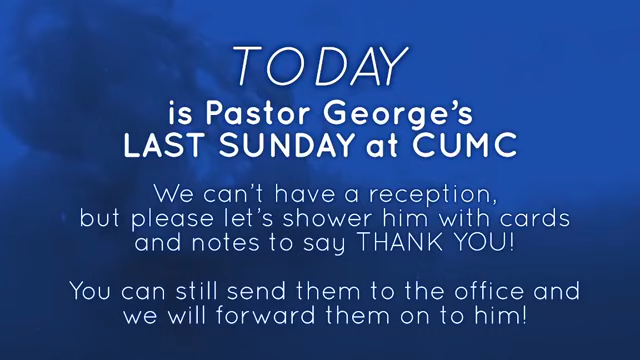 TODAY
is Pastor George's
LAST SUNDAY at CUMC
We can't have a reception,
but please let's shower him with cards
and notes to say THANK YOU!
You can still send them to the office and
we will forward them on to him!